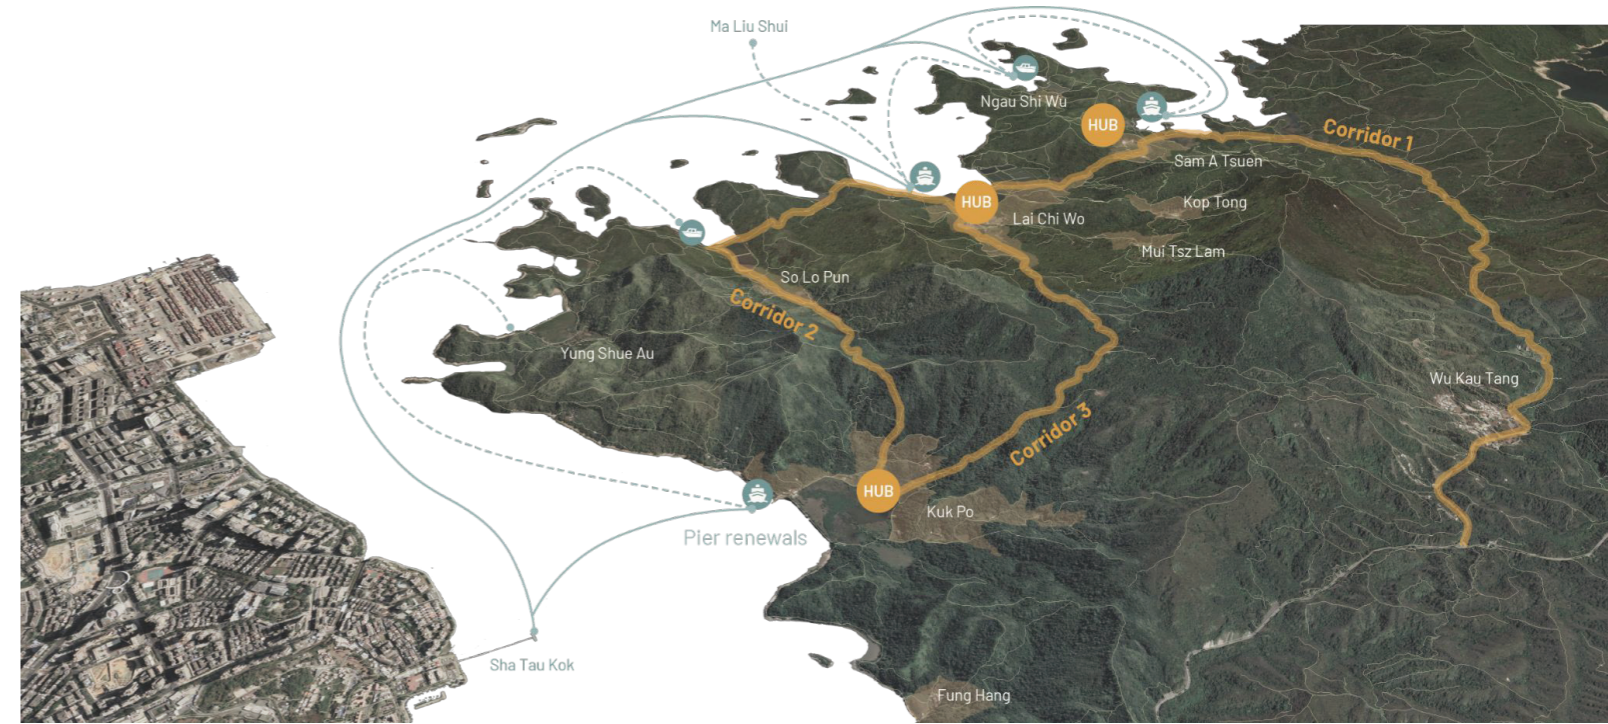 Ma Liu Shui
Ngau Shi Wu
HUB
Corridor 1
Sam A Tsuen
HUB
Kop Tong
Lai Chi Wo
Mui Tsz Lam
So Lo Pun
Corridor 2
Yung Shue Au
Wu Kau Tang
Corridor 3
HUB
Kuk Po
Pier renewals
Sha Tau Kok
Fung Hang